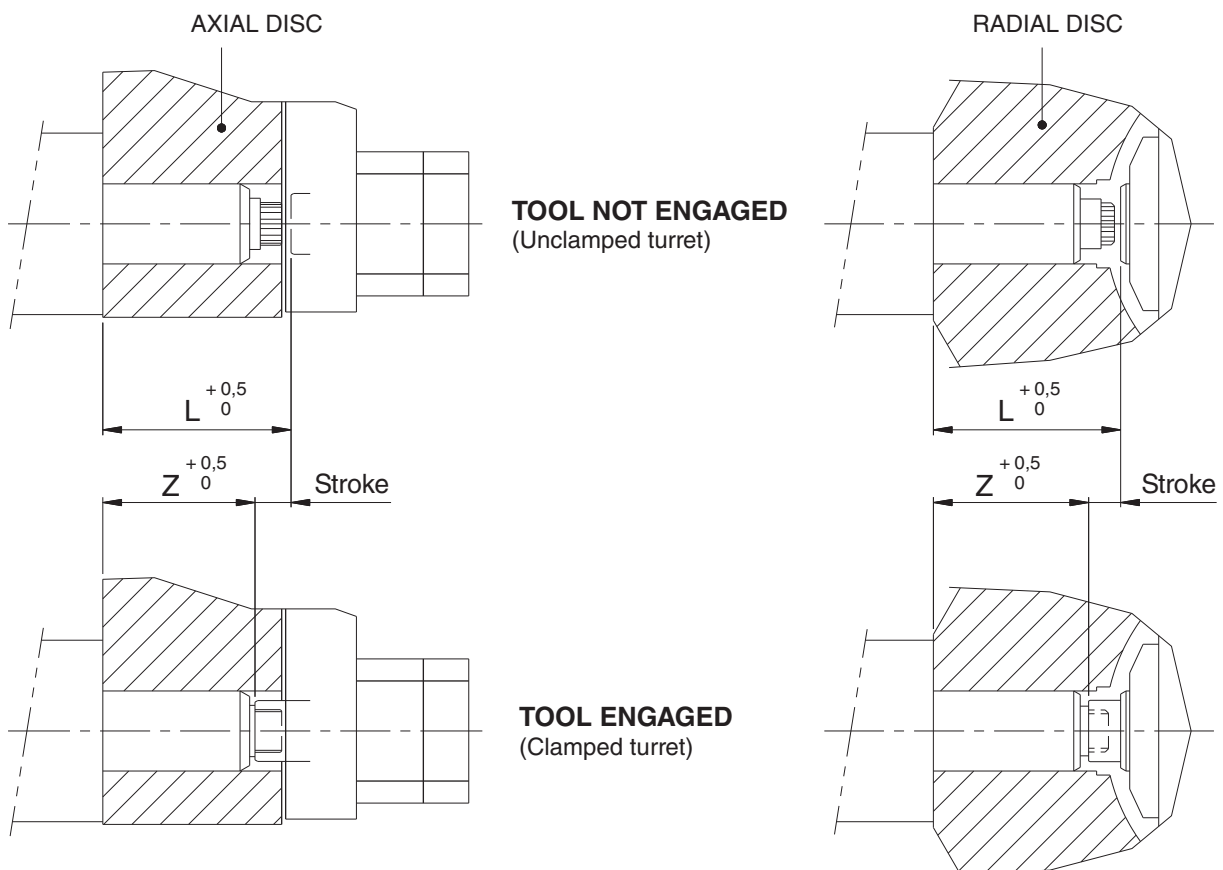 AXIAL DISC
RADIAL DISC
TOOL NOT ENGAGED
(Unclamped turret)
L +0,5 0
L +0,5 0
Z +0,5 0 Stroke
Z +0,5 0 Stroke
TOOL ENGAGED
(Clamped turret)